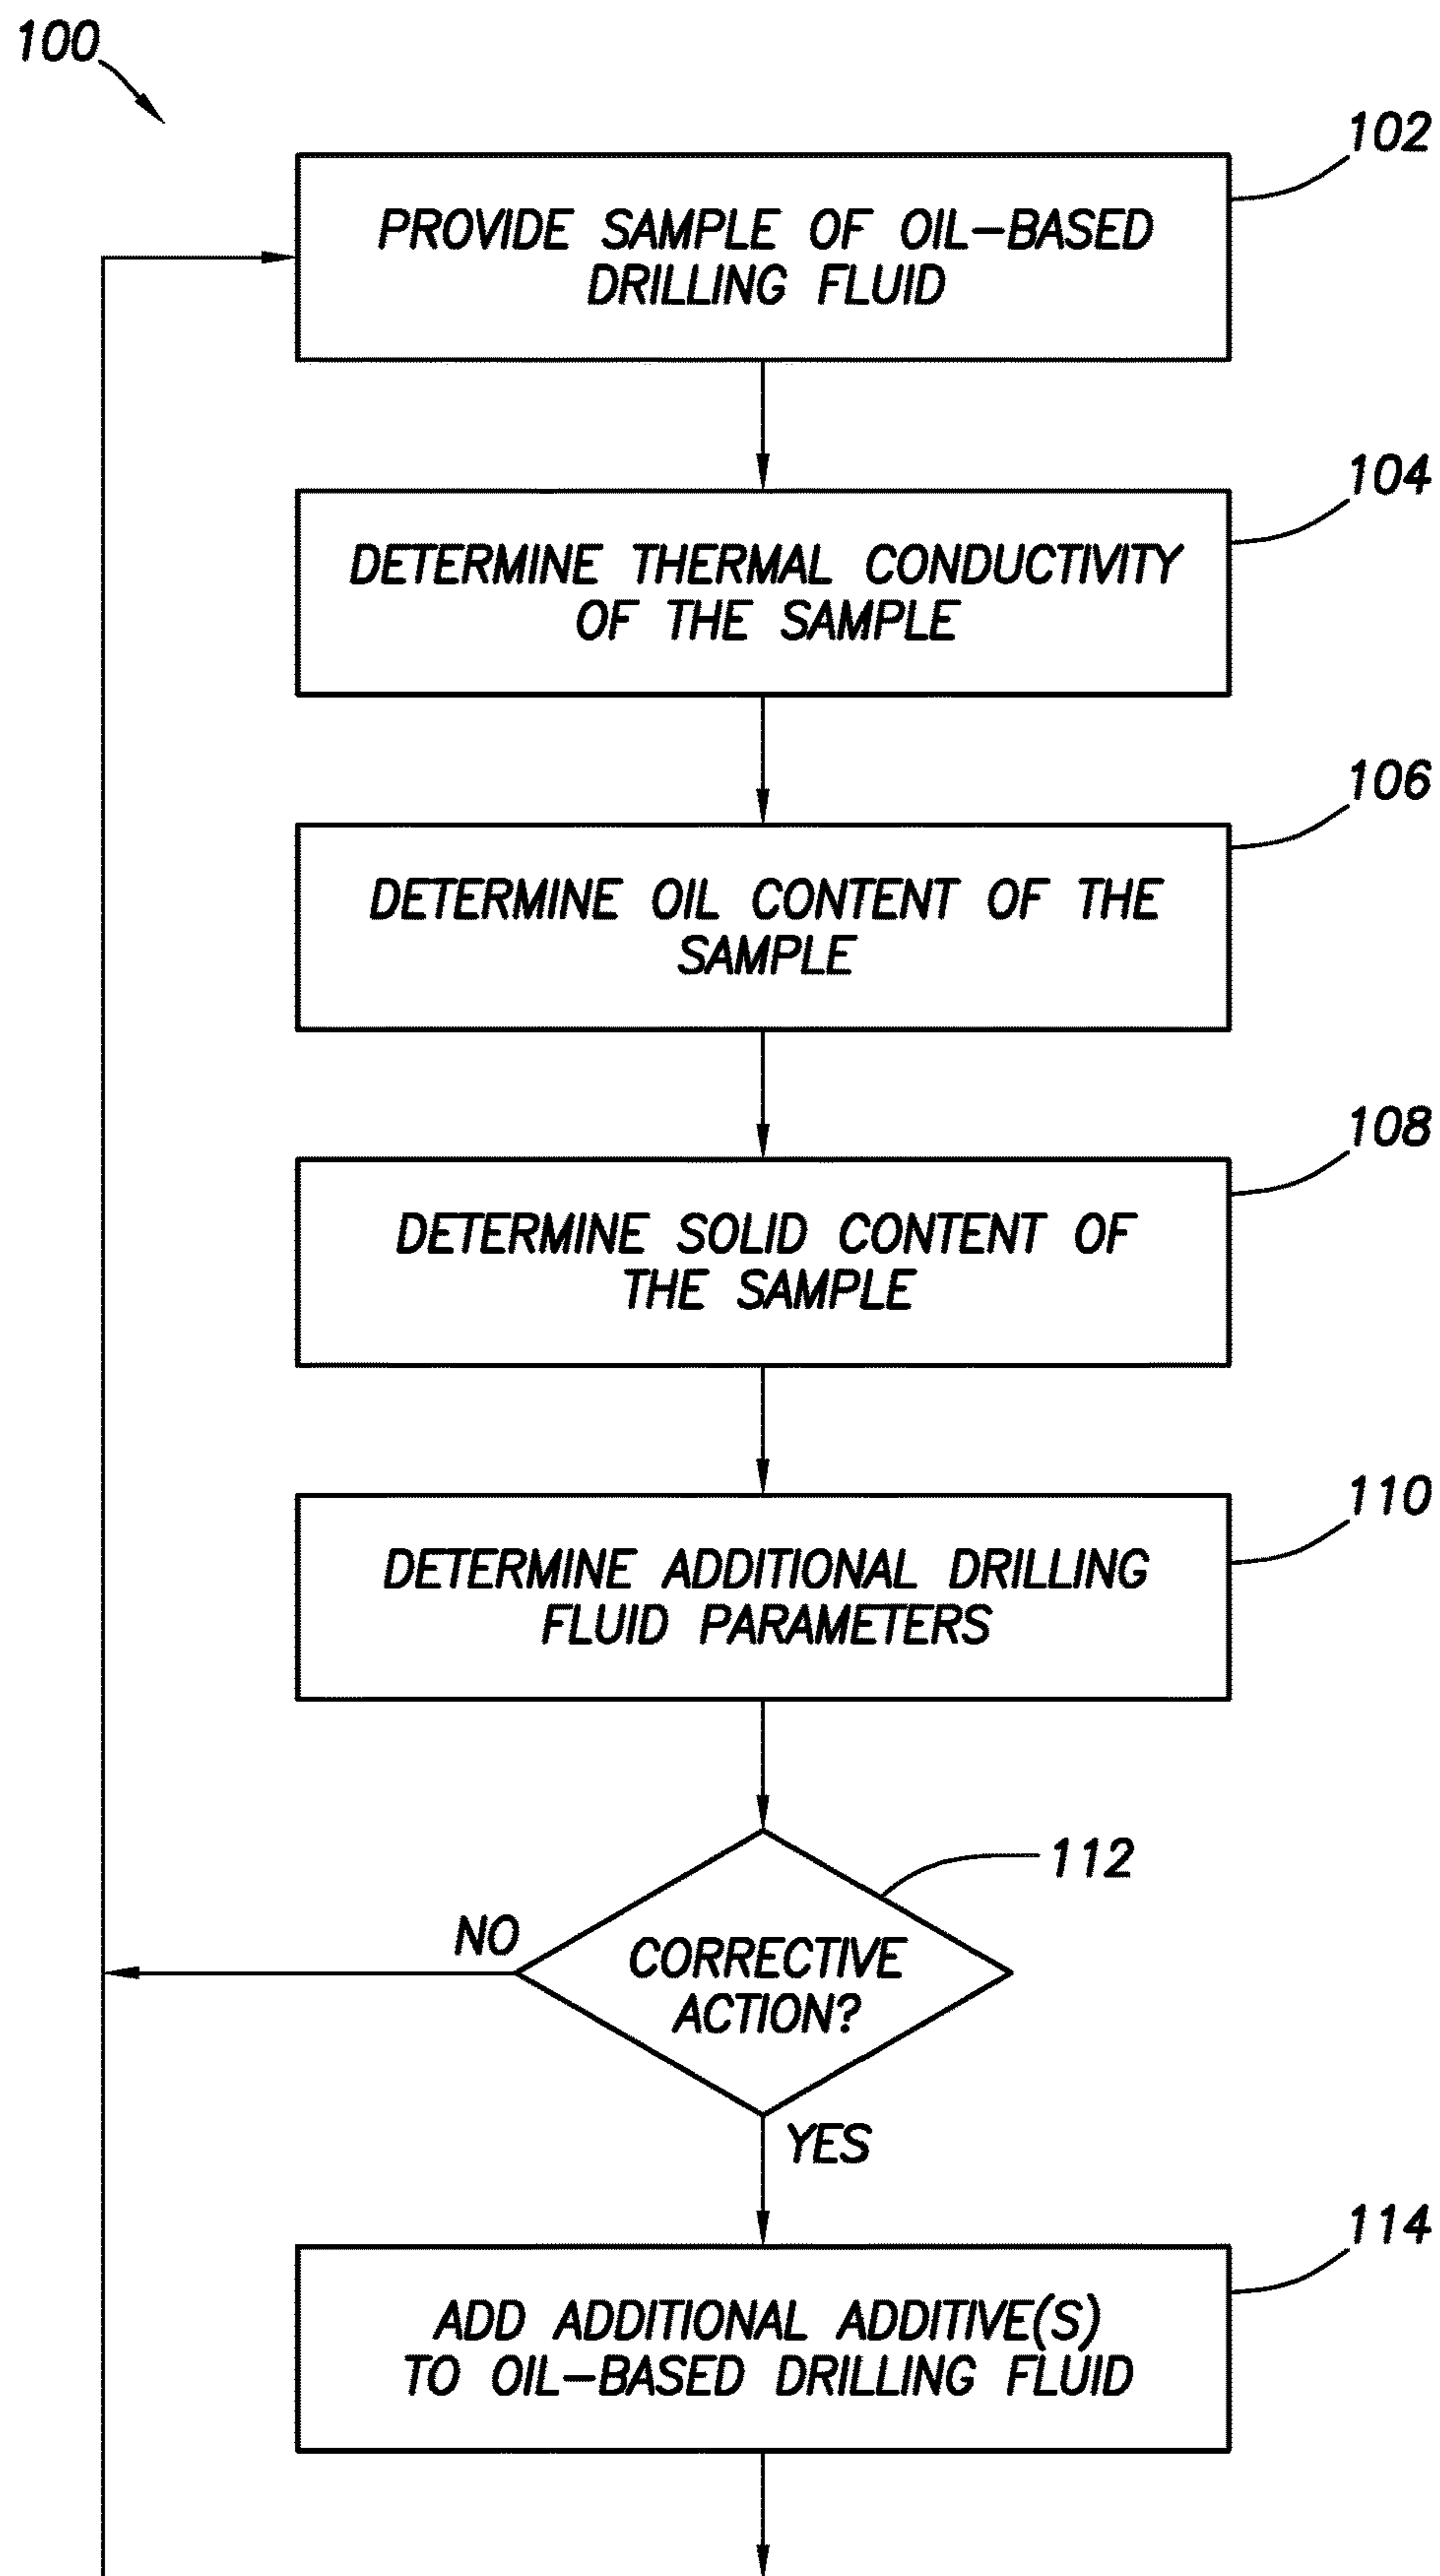 100
102
PROVIDE SAMPLE OF OIL-BASED
DRILLING FLUID
104
DETERMINE THERMAL CONDUCTIVITY
OF THE SAMPLE
106
DETERMINE OIL CONTENT OF THE
SAMPLE
108
DETERMINE SOLID CONTENT OF
THE SAMPLE
110
DETERMINE ADDITIONAL DRILLING
FLUID PARAMETERS
112
NO
CORRECTIVE
ACTION?
YES
114
ADD ADDITIONAL ADDITIVE(S)
TO OIL-BASED DRILLING FLUID